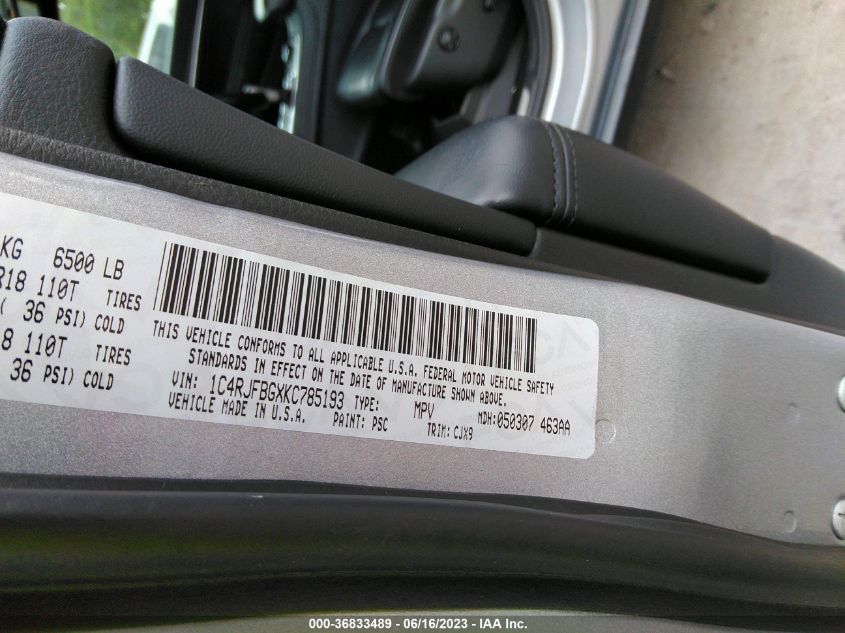 KG 6500 LB
R18 110T TIRES
( 36 PSI) COLD
8 110T TIRES
36 PSI) COLD
THIS VEHICLE CONFORMS TO ALL APPLICABLE U.S.A. FEDERAL MOTOR VEHICLE SAFETY
STANDARDS IN EFFECT ON THE DATE OF MANUFACTURE SHOWN ABOVE.
VIN: 1C4RJFBGXKC785193 TYPE: MPV MDH:050307 463AA
VEHICLE MADE IN U.S.A. PAINT: PSC TRIM: CJX9
000-36833489 - 06/16/2023 - IAA Inc.